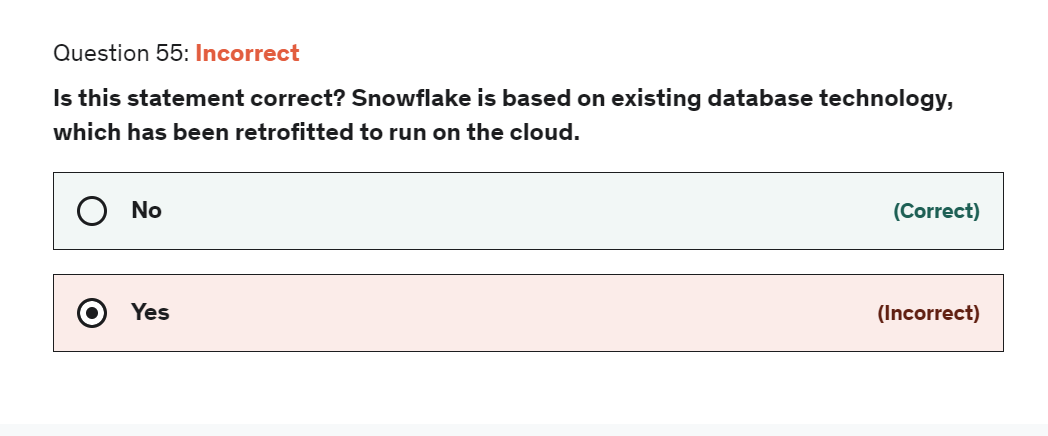 Question 55: Incorrect
Is this statement correct? Snowflake is based on existing database technology,
which has been retrofitted to run on the cloud.
No (Correct)
Yes (Incorrect)